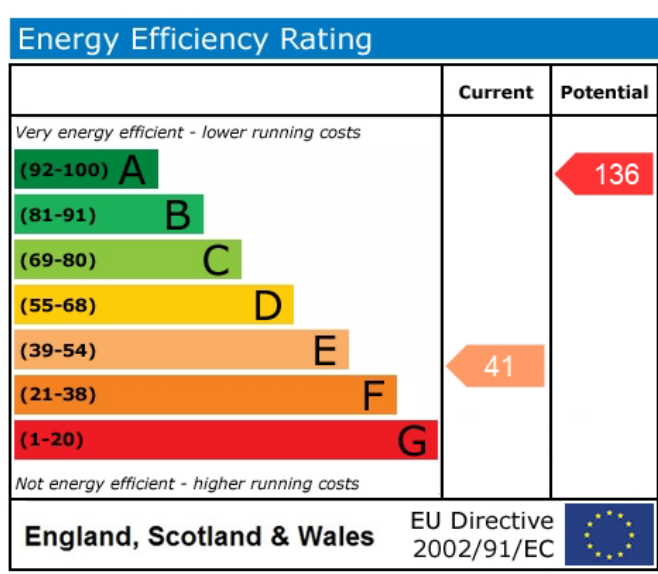 Energy Efficiency Rating
Current Potential
Very energy efficient - lower running costs
(92-100) A
136
(81-91) B
(69-80) C
(55-68) D
(39-54) E
41
(21-38) F
(1-20) G
Not energy efficient - higher running costs
England, Scotland & Wales
EU Directive
2002/91/EC